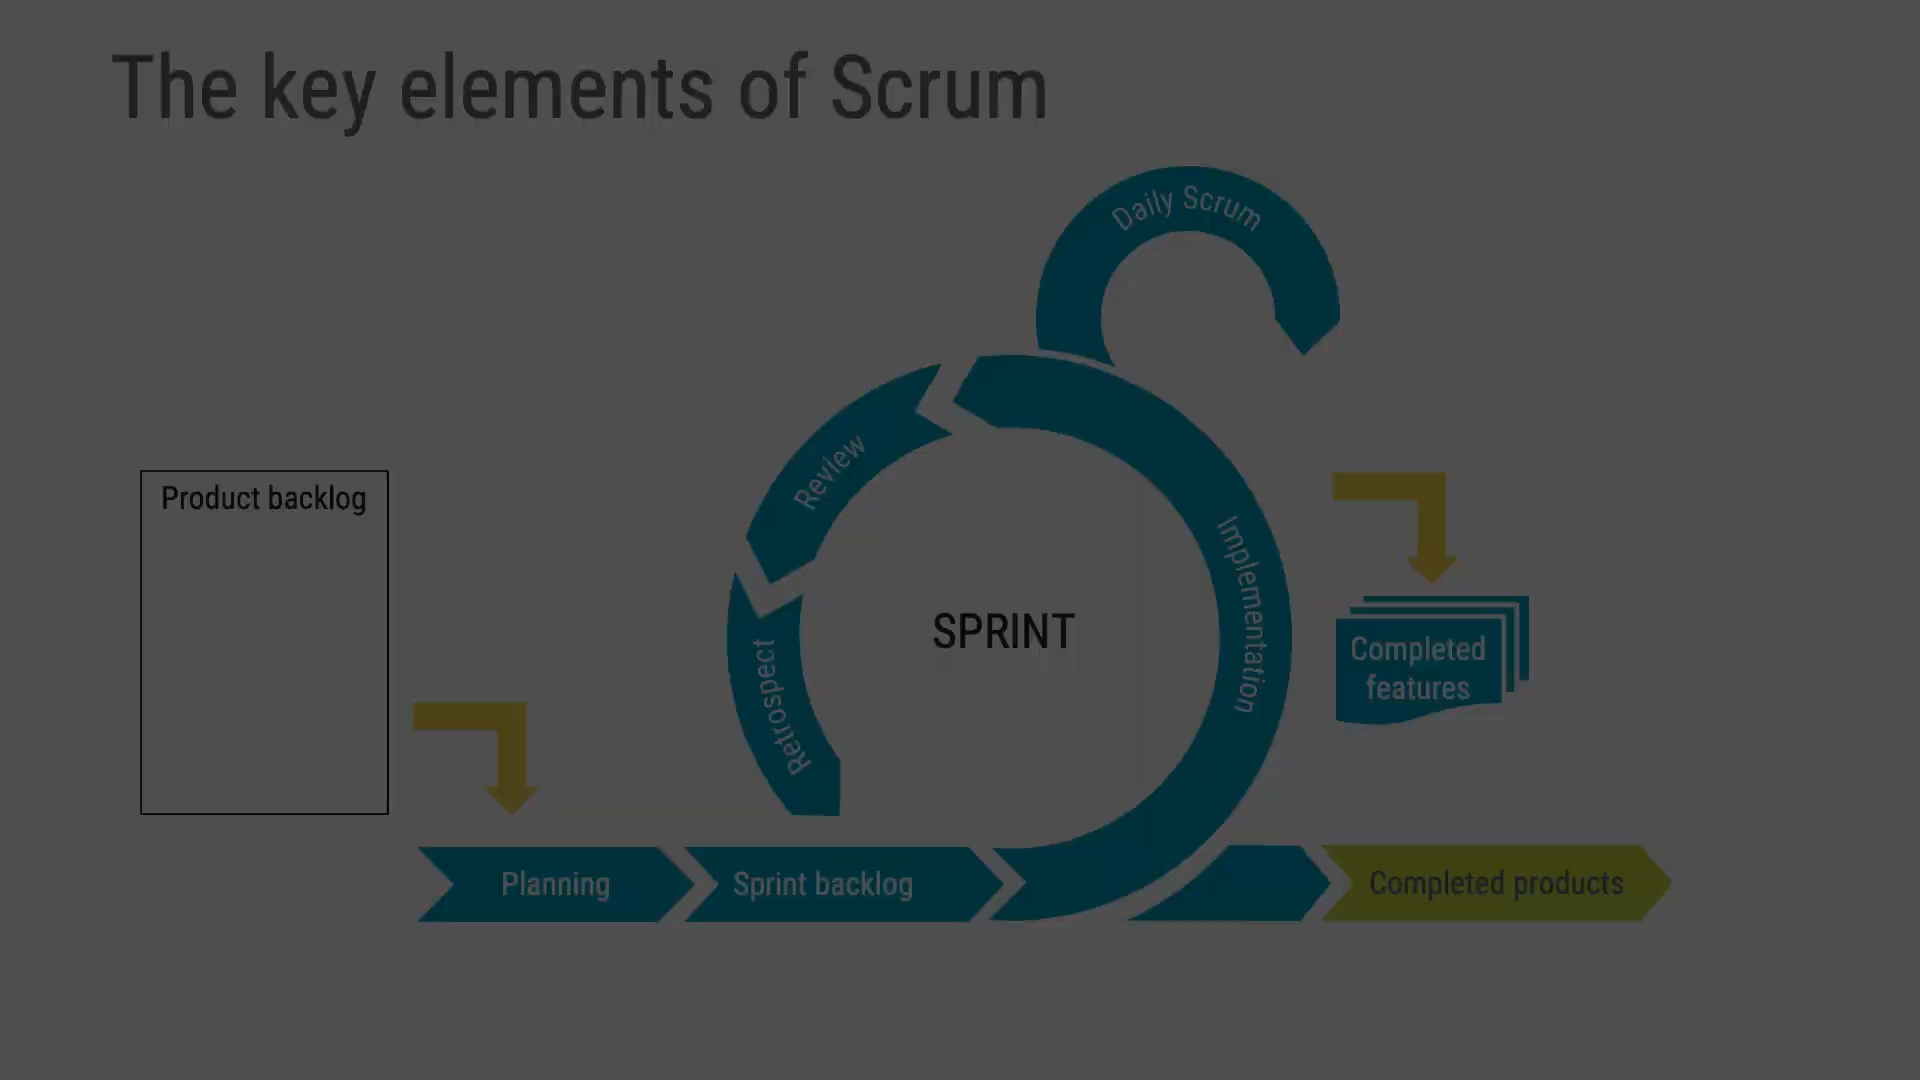 The key elements of Scrum
Daily Scrum
Review
Product backlog
Implementation
SPRINT
Retrospect
Completed
features
Planning
Sprint backlog
Completed products